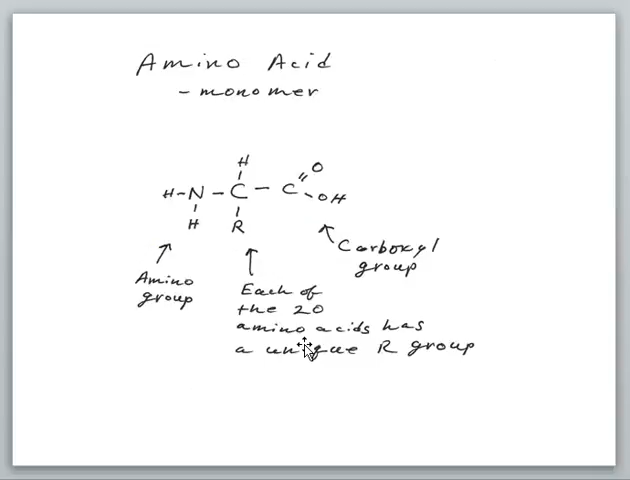 Amino Acid
- monomer
H
O
H-N-C-C
OH
H
R
Carboxyl
group
Amino
group
Each of
the 20
amino acids has
a unique R group